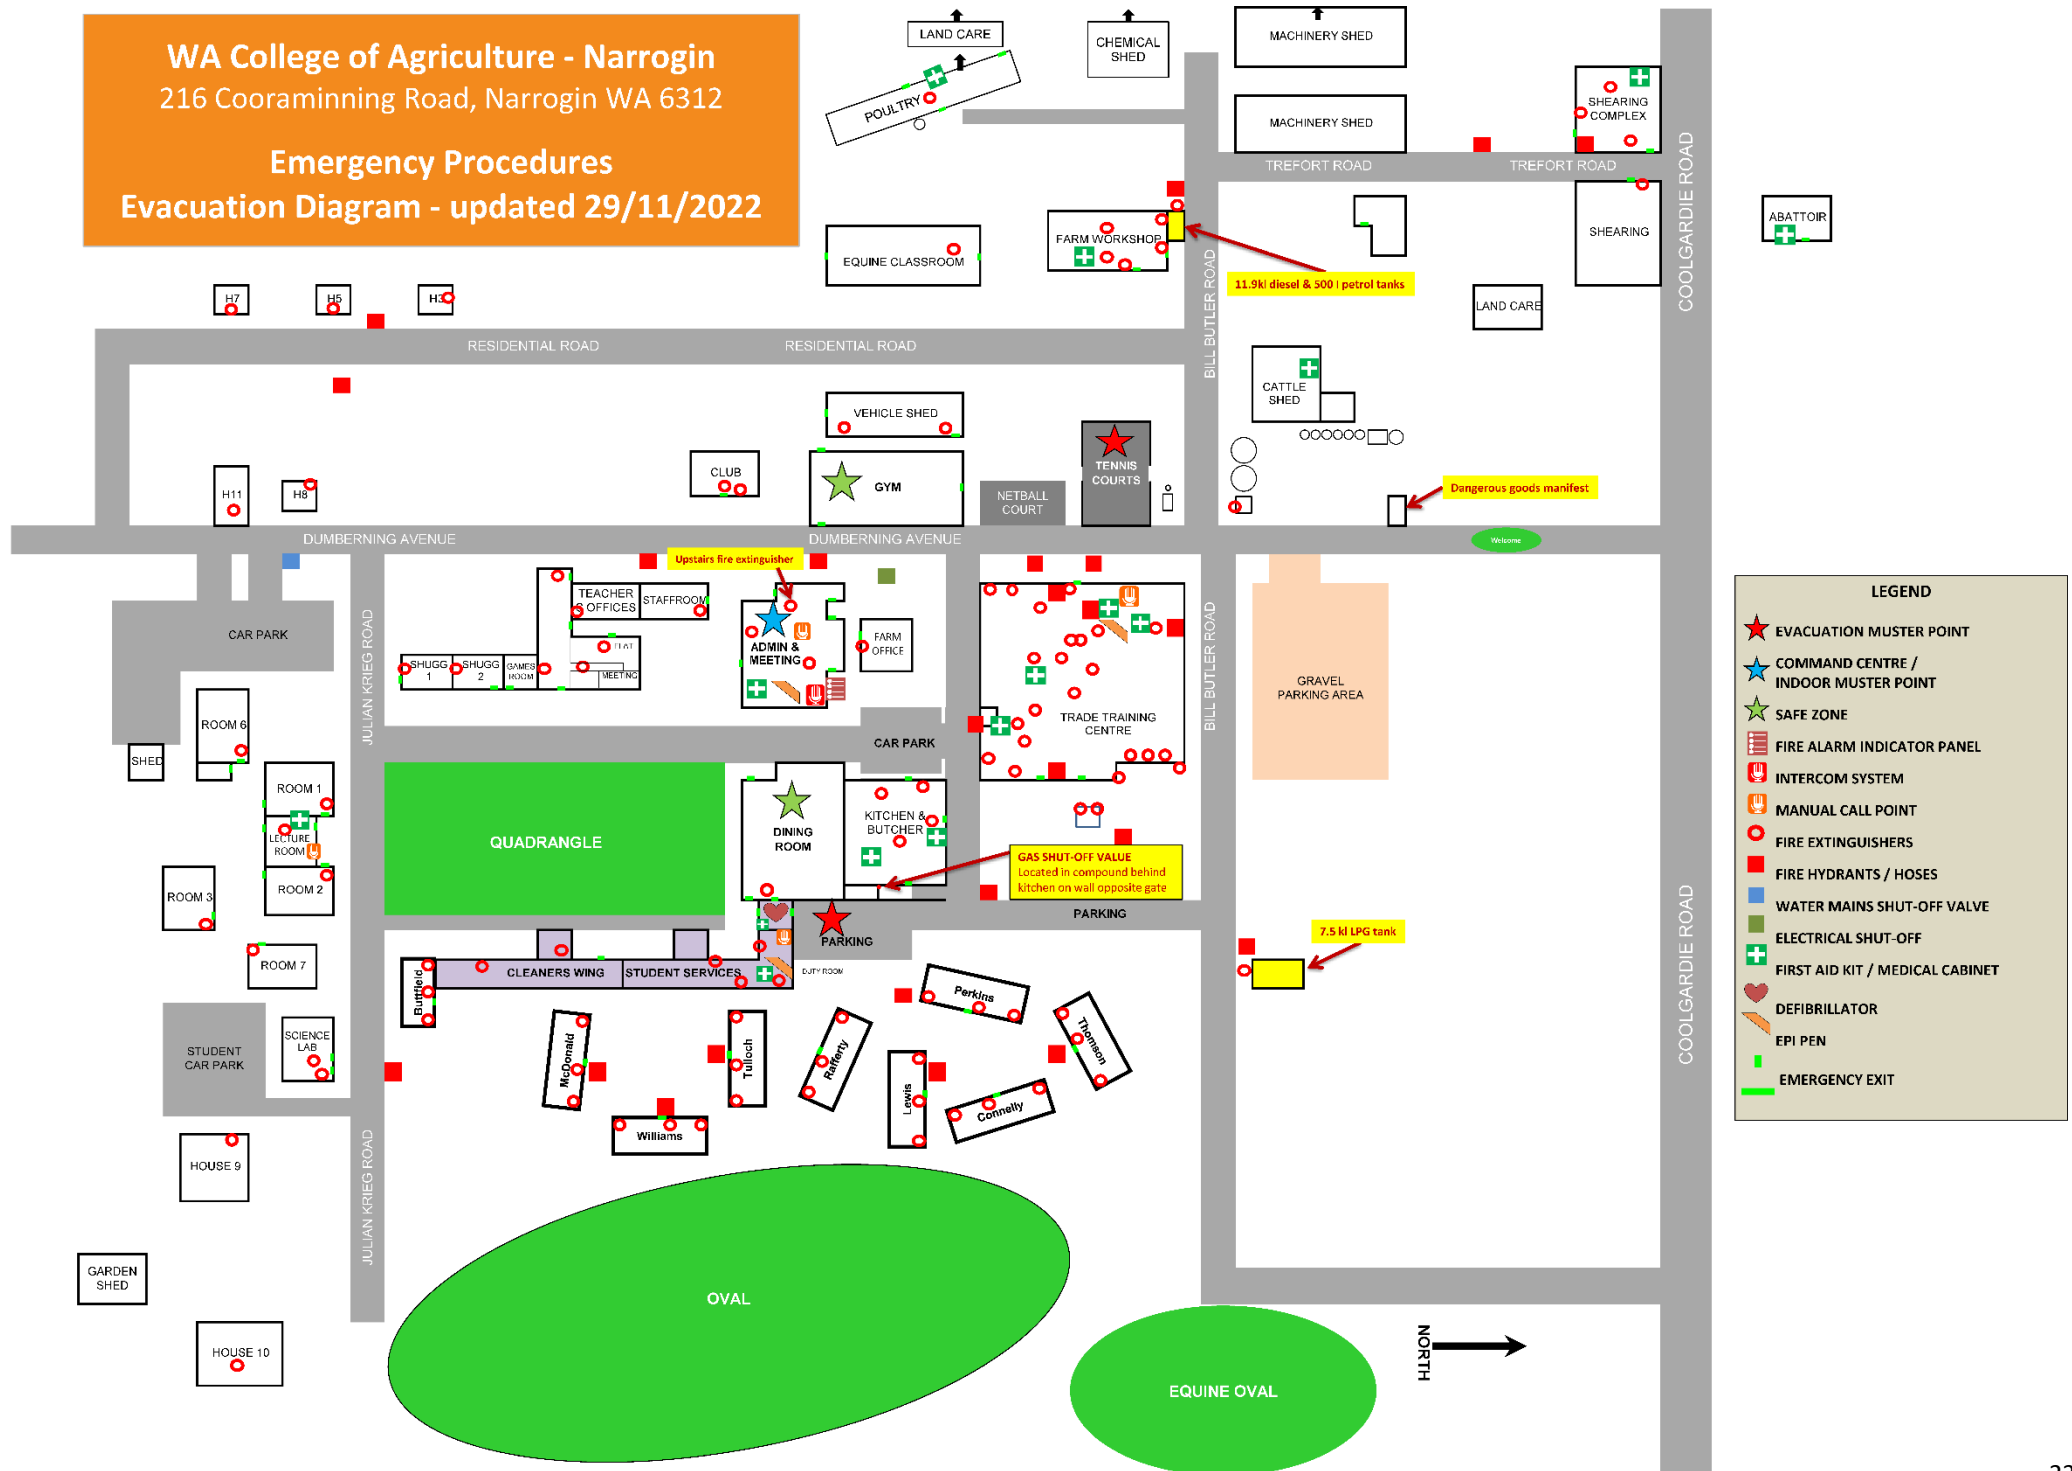 WA College of Agriculture - Narrogin
216 Cooraminning Road, Narrogin WA 6312
Emergency Procedures
Evacuation Diagram - updated 29/11/2022
LAND CARE
CHEMICAL
SHED
MACHINERY SHED
POULTRY
MACHINERY SHED
SHEARING
COMPLEX
TREFORT ROAD
TREFORT ROAD
COOLGARDIE ROAD
ABATTOIR
SHEARING
FARM WORKSHOP
EQUINE CLASSROOM
BILL BUTLER ROAD
11.9kl diesel & 500 l petrol tanks
LAND CARE
H7
H5
H3
RESIDENTIAL ROAD
RESIDENTIAL ROAD
CATTLE
SHED
VEHICLE SHED
CLUB
GYM
TENNIS
COURTS
NETBALL
COURT
H11
H8
Dangerous goods manifest
DUMBERNING AVENUE
DUMBERNING AVENUE
Welcome
Upstairs fire extinguisher
CAR PARK
JULIAN KRIEG ROAD
TEACHER
S OFFICES
STAFFROOM
FLAT
MEETING
SHUGG
1
SHUGG
2
GAMES
ROOM
ADMIN &
MEETING
FARM
OFFICE
TRADE TRAINING
CENTRE
BILL BUTLER ROAD
GRAVEL
PARKING AREA
CAR PARK
ROOM 6
SHED
ROOM 1
LECTURE
ROOM
ROOM 2
ROOM 3
ROOM 7
QUADRANGLE
DINING
ROOM
KITCHEN &
BUTCHER
GAS SHUT-OFF VALUE
Located in compound behind
kitchen on wall opposite gate
PARKING
PARKING
7.5 kl LPG tank
COOLGARDIE ROAD
CLEANERS WING
STUDENT SERVICES
DUTY ROOM
Buttfield
McDonald
Williams
Tulloch
Rafferty
Lewis
Perkins
Connelly
Thomson
STUDENT
CAR PARK
SCIENCE
LAB
HOUSE 9
JULIAN KRIEG ROAD
GARDEN
SHED
HOUSE 10
OVAL
EQUINE OVAL
NORTH
LEGEND
EVACUATION MUSTER POINT
COMMAND CENTRE /
INDOOR MUSTER POINT
SAFE ZONE
FIRE ALARM INDICATOR PANEL
INTERCOM SYSTEM
MANUAL CALL POINT
FIRE EXTINGUISHERS
FIRE HYDRANTS / HOSES
WATER MAINS SHUT-OFF VALVE
ELECTRICAL SHUT-OFF
FIRST AID KIT / MEDICAL CABINET
DEFIBRILLATOR
EPI PEN
EMERGENCY EXIT